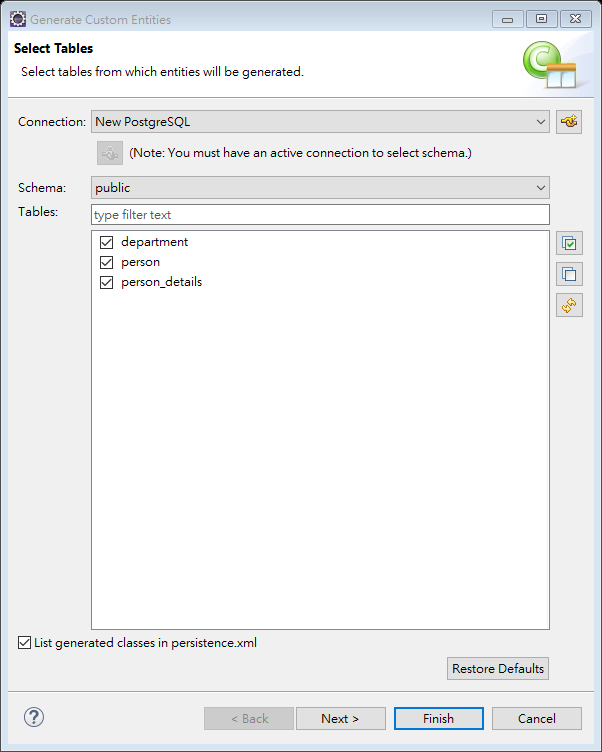 Generate Custom Entities
Select Tables
Select tables from which entities will be generated.
Connection: New PostgreSQL
(Note: You must have an active connection to select schema.)
Schema: public
Tables: type filter text
department
person
person_details
List generated classes in persistence.xml
Restore Defaults
? < Back Next > Finish Cancel